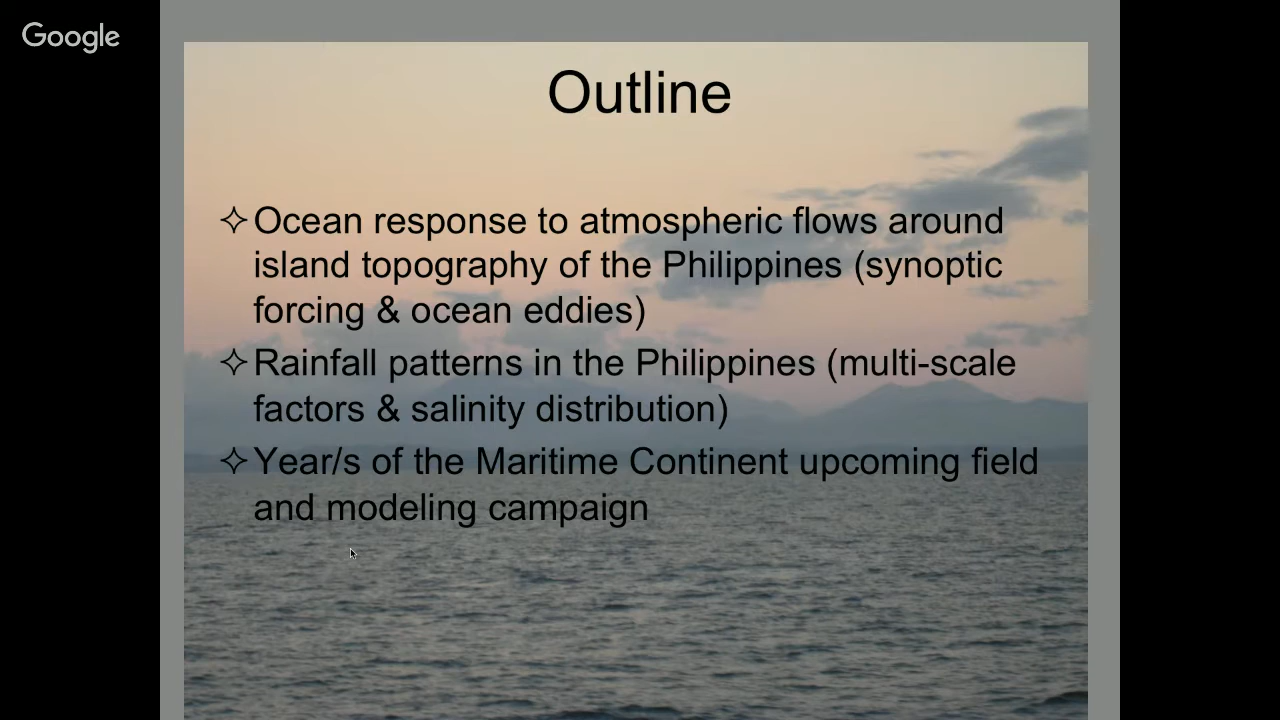 Google
Outline
✧Ocean response to atmospheric flows around
island topography of the Philippines (synoptic
forcing & ocean eddies)
✧Rainfall patterns in the Philippines (multi-scale
factors & salinity distribution)
✧Year/s of the Maritime Continent upcoming field
and modeling campaign